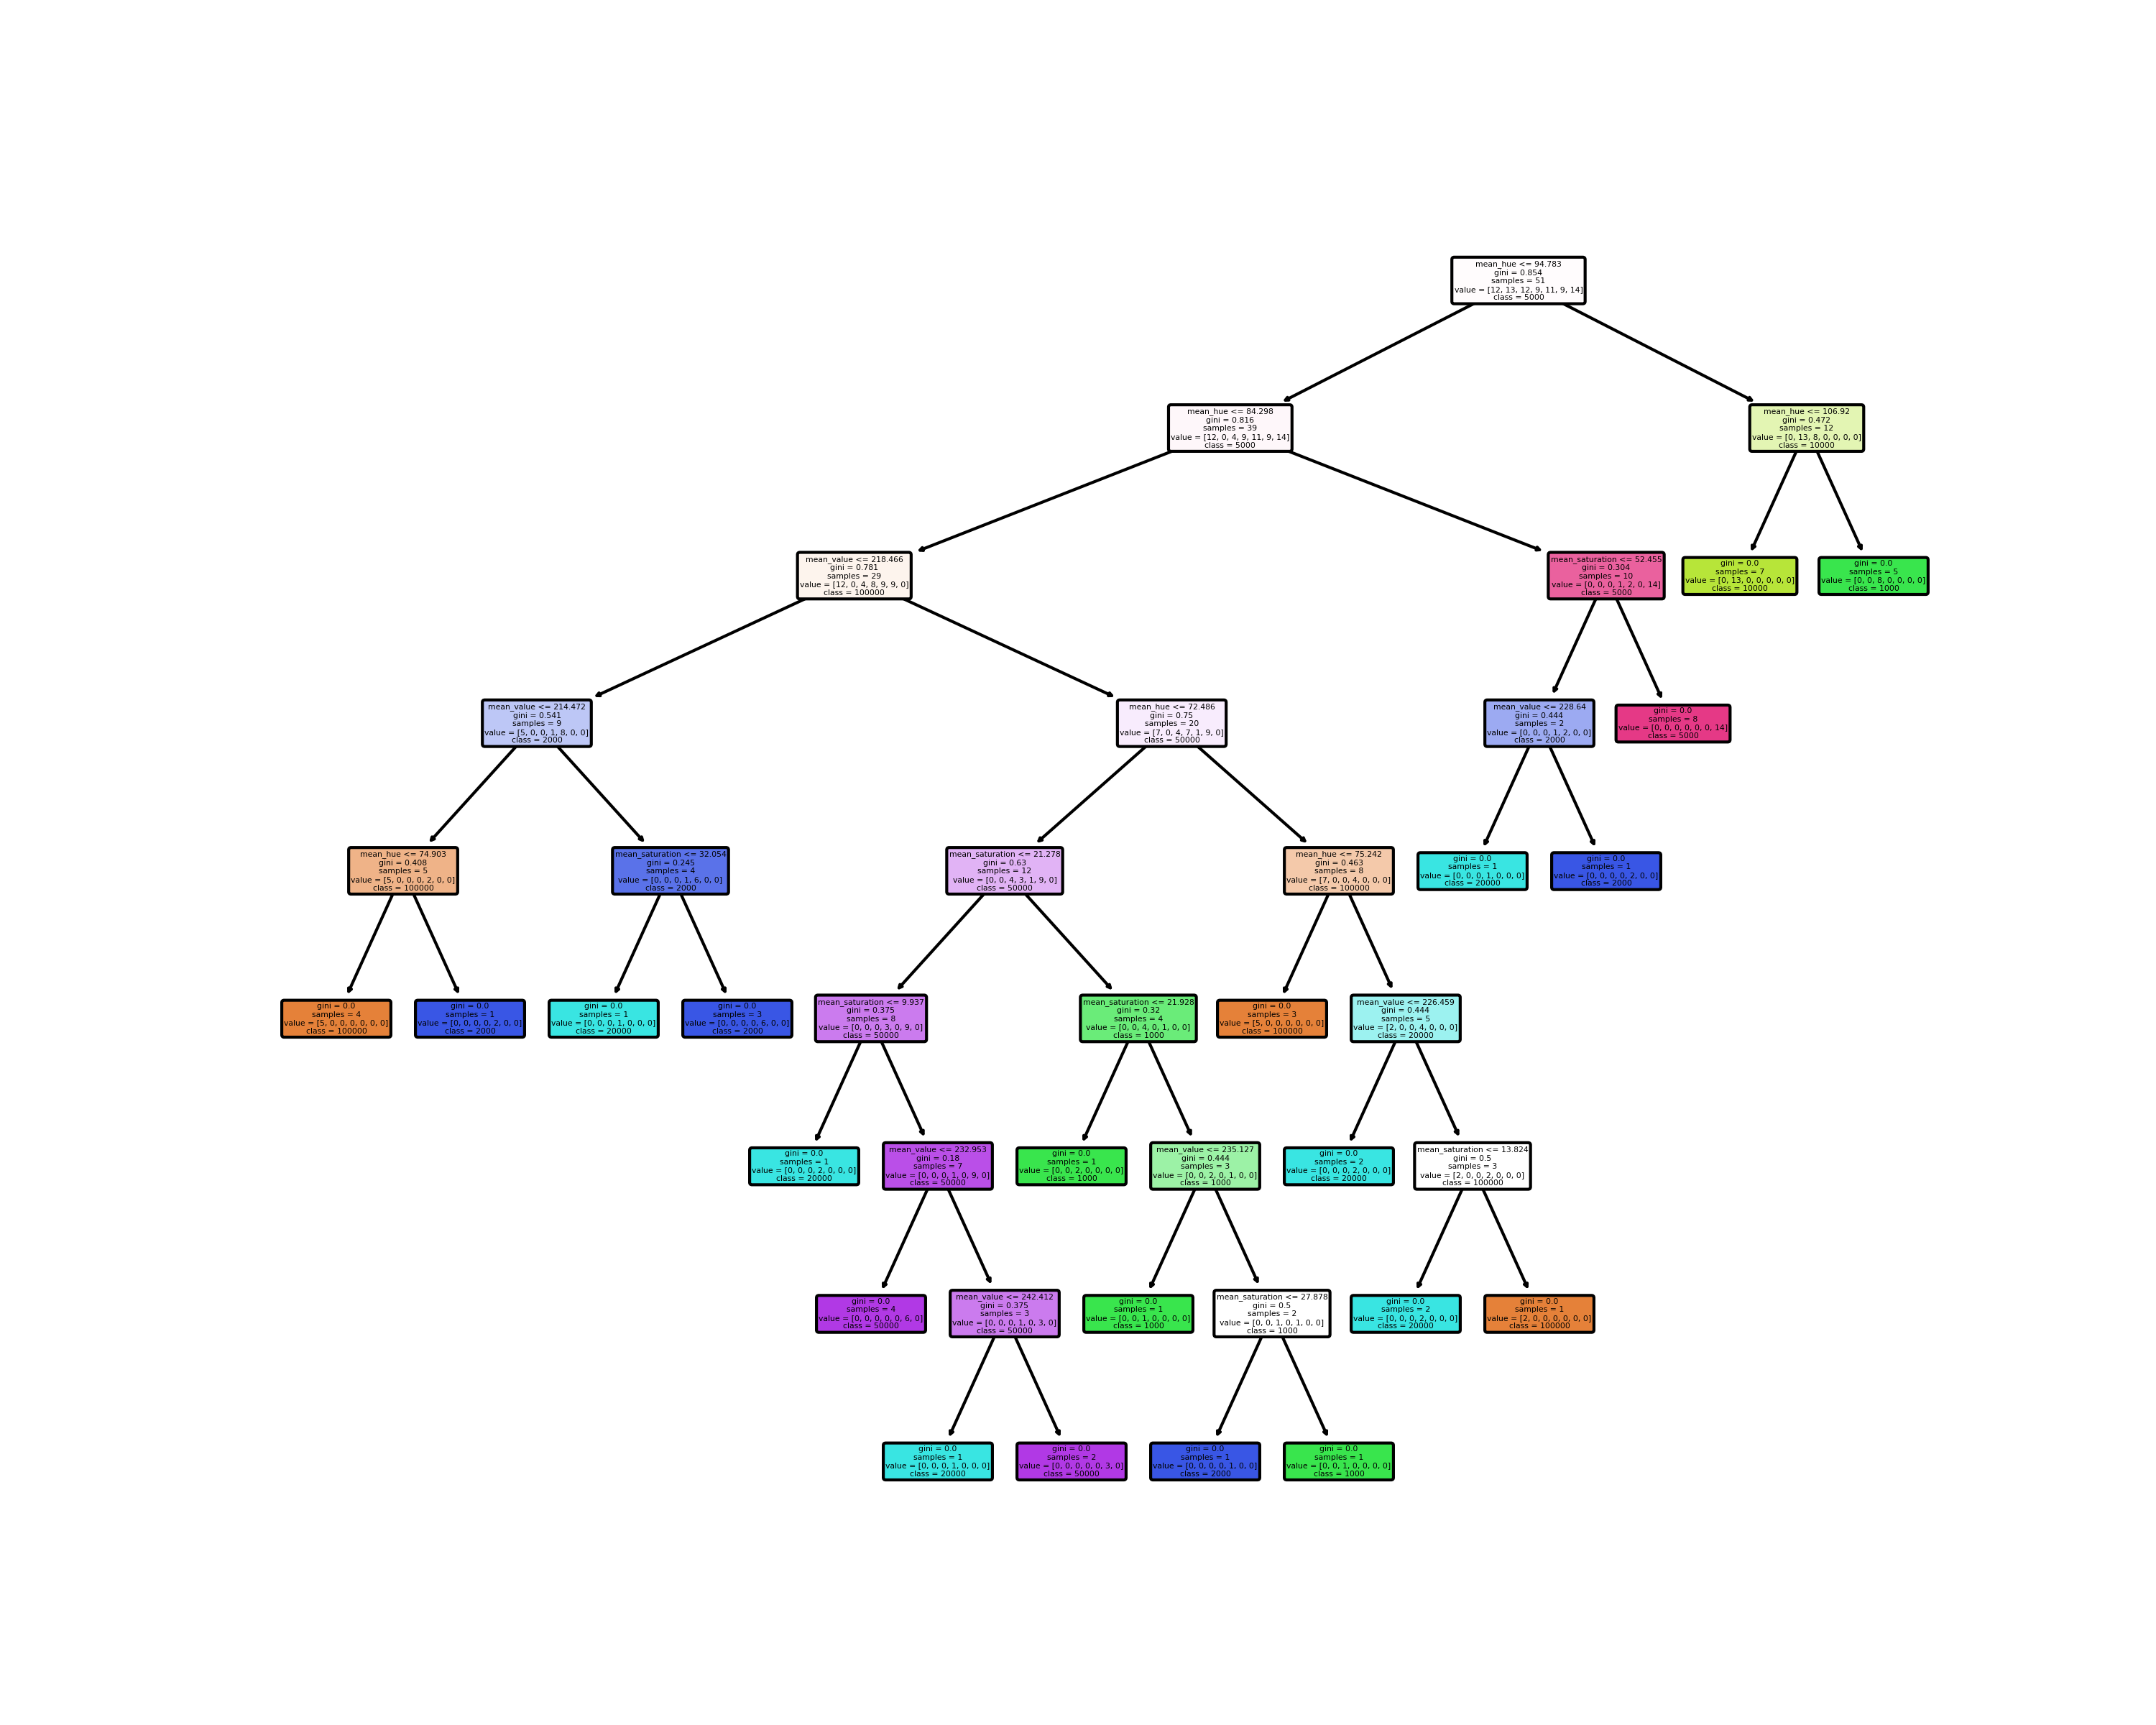 mean_hue <= 94.783
gini = 0.854
samples = 51
value = [12, 13, 12, 9, 11, 9, 14]
class = 5000
mean_hue <= 84.298
gini = 0.816
samples = 39
value = [12, 0, 4, 9, 11, 9, 14]
class = 5000
mean_hue <= 106.92
gini = 0.472
samples = 12
value = [0, 13, 8, 0, 0, 0, 0]
class = 10000
mean_value <= 218.466
gini = 0.781
samples = 29
value = [12, 0, 4, 8, 9, 9, 0]
class = 100000
mean_saturation <= 52.455
gini = 0.304
samples = 10
value = [0, 0, 0, 1, 2, 0, 14]
class = 5000
gini = 0.0
samples = 7
value = [0, 13, 0, 0, 0, 0, 0]
class = 10000
gini = 0.0
samples = 5
value = [0, 0, 8, 0, 0, 0, 0]
class = 1000
mean_value <= 214.472
gini = 0.541
samples = 9
value = [5, 0, 0, 1, 8, 0, 0]
class = 2000
mean_hue <= 72.486
gini = 0.75
samples = 20
value = [7, 0, 4, 7, 1, 9, 0]
class = 50000
mean_value <= 228.64
gini = 0.444
samples = 2
value = [0, 0, 0, 1, 2, 0, 0]
class = 2000
gini = 0.0
samples = 8
value = [0, 0, 0, 0, 0, 0, 14]
class = 5000
mean_hue <= 74.903
gini = 0.408
samples = 5
value = [5, 0, 0, 0, 2, 0, 0]
class = 100000
mean_saturation <= 32.054
gini = 0.245
samples = 4
value = [0, 0, 0, 1, 6, 0, 0]
class = 2000
mean_saturation <= 21.278
gini = 0.63
samples = 12
value = [0, 0, 4, 3, 1, 9, 0]
class = 50000
mean_hue <= 75.242
gini = 0.463
samples = 8
value = [7, 0, 0, 4, 0, 0, 0]
class = 100000
gini = 0.0
samples = 1
value = [0, 0, 0, 1, 0, 0, 0]
class = 20000
gini = 0.0
samples = 1
value = [0, 0, 0, 0, 2, 0, 0]
class = 2000
gini = 0.0
samples = 4
value = [5, 0, 0, 0, 0, 0, 0]
class = 100000
gini = 0.0
samples = 1
value = [0, 0, 0, 0, 2, 0, 0]
class = 2000
gini = 0.0
samples = 1
value = [0, 0, 0, 1, 0, 0, 0]
class = 20000
gini = 0.0
samples = 3
value = [0, 0, 0, 0, 6, 0, 0]
class = 2000
mean_saturation <= 9.937
gini = 0.375
samples = 8
value = [0, 0, 0, 3, 0, 9, 0]
class = 50000
mean_saturation <= 21.928
gini = 0.32
samples = 4
value = [0, 0, 4, 0, 1, 0, 0]
class = 1000
gini = 0.0
samples = 3
value = [5, 0, 0, 0, 0, 0, 0]
class = 100000
mean_value <= 226.459
gini = 0.444
samples = 5
value = [2, 0, 0, 4, 0, 0, 0]
class = 20000
gini = 0.0
samples = 1
value = [0, 0, 0, 2, 0, 0, 0]
class = 20000
mean_value <= 232.953
gini = 0.18
samples = 7
value = [0, 0, 0, 1, 0, 9, 0]
class = 50000
gini = 0.0
samples = 1
value = [0, 0, 2, 0, 0, 0, 0]
class = 1000
mean_value <= 235.127
gini = 0.444
samples = 3
value = [0, 0, 2, 0, 1, 0, 0]
class = 1000
gini = 0.0
samples = 2
value = [0, 0, 0, 2, 0, 0, 0]
class = 20000
mean_saturation <= 13.824
gini = 0.5
samples = 3
value = [2, 0, 0, 2, 0, 0, 0]
class = 100000
gini = 0.0
samples = 4
value = [0, 0, 0, 0, 0, 6, 0]
class = 50000
mean_value <= 242.412
gini = 0.375
samples = 3
value = [0, 0, 0, 1, 0, 3, 0]
class = 50000
gini = 0.0
samples = 1
value = [0, 0, 1, 0, 0, 0, 0]
class = 1000
mean_saturation <= 27.878
gini = 0.5
samples = 2
value = [0, 0, 1, 0, 1, 0, 0]
class = 1000
gini = 0.0
samples = 2
value = [0, 0, 0, 2, 0, 0, 0]
class = 20000
gini = 0.0
samples = 1
value = [2, 0, 0, 0, 0, 0, 0]
class = 100000
gini = 0.0
samples = 1
value = [0, 0, 0, 1, 0, 0, 0]
class = 20000
gini = 0.0
samples = 2
value = [0, 0, 0, 0, 0, 3, 0]
class = 50000
gini = 0.0
samples = 1
value = [0, 0, 0, 0, 1, 0, 0]
class = 2000
gini = 0.0
samples = 1
value = [0, 0, 1, 0, 0, 0, 0]
class = 1000